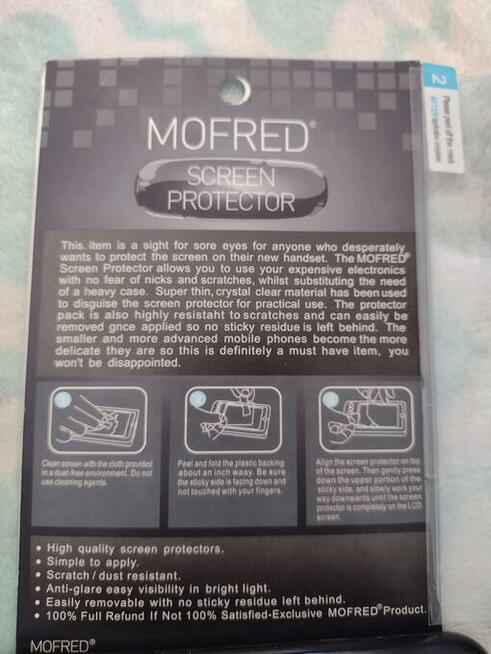 MOFRED®
SCREEN
PROTECTOR
This. item is a sight for sore eyes for anyone who desperately
wants to protect the screen on their new handset. The MOFRED®
Screen Protector allows you to use your expensive electronics
with no fear of nicks and scratches, whilst substituting the need
of a heavy case. Super thin, crystal clear material has been used
to disguise the screen protector for practical use. The protector
pack is also highly resistaht to scratches and can easily be
removed gnce applied so no sticky residue is left behind. The
smaller and more advanced mobile phones become the more
delicate they are so this is definitely a must have item, you
won't be disappointed.
Clean screen with the cloth provided
in a dust-free environment. Do not
use cleaning agents.
Peel and fold the plastic backing
about an inch waay. Be sure
the sticky side is facing down and
not touched with your fingers.
Align the screen protector on top
of the screen. Then gently press
down the upper portion of the
sticky side, and slowly work your
way downwards until the screen
protector is completely on the LCD
screen.
• High quality screen protectors.
• Simple to apply.
• Scratch / dust resistant.
• Anti-glare easy visibility in bright light.
• Easily removable with no sticky residue left behind.
• 100% Full Refund If Not 100% Satisfied-Exclusive MOFRED® Product.
MOFRED®
2
Please peel off the mask
AFTER